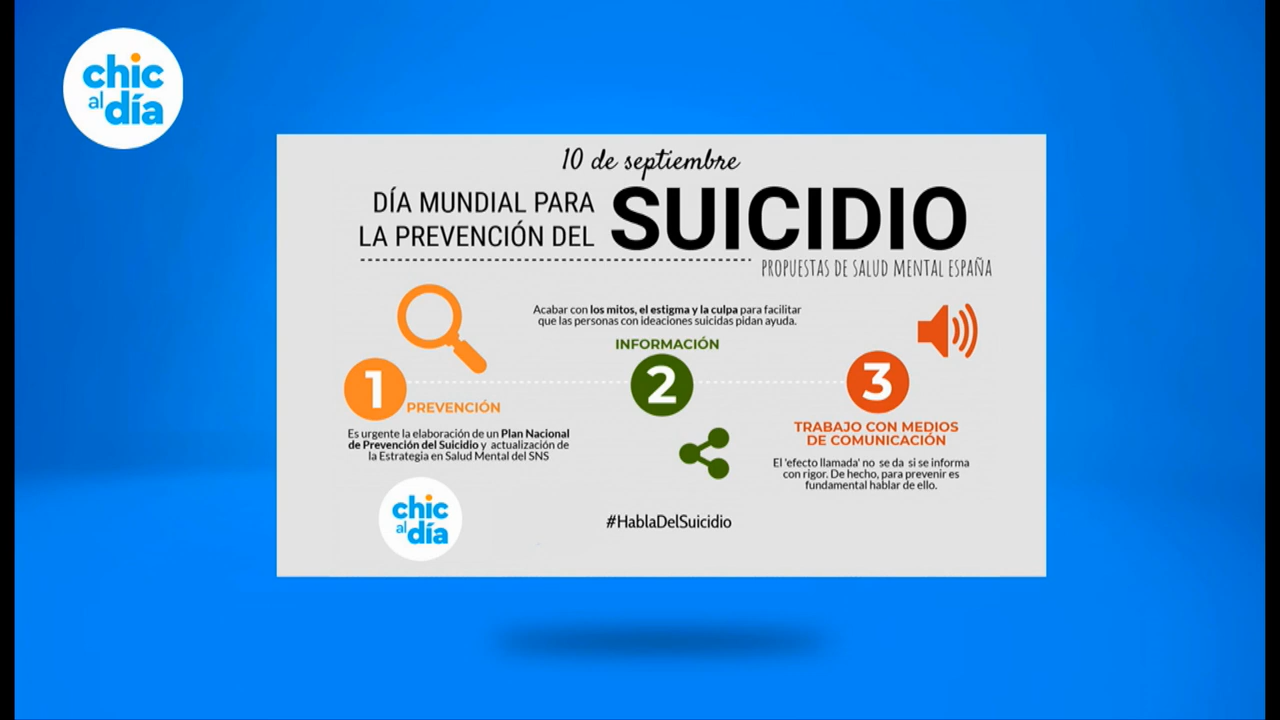 chic
al día
10 de septiembre
DÍA MUNDIAL PARA
LA PREVENCIÓN DEL
SUICIDIO
PROPUESTAS DE SALUD MENTAL ESPAÑA
1
PREVENCIÓN
Es urgente la elaboración de un Plan Nacional
de Prevención del Suicidio y actualización de
la Estrategia en Salud Mental del SNS
Acabar con los mitos, el estigma y la culpa para facilitar
que las personas con ideaciones suicidas pidan ayuda.
INFORMACIÓN
2
3
TRABAJO CON MEDIOS
DE COMUNICACIÓN
El 'efecto llamada' no se da si se informa
con rigor. De hecho, para prevenir es
fundamental hablar de ello.
chic
al día
#HablaDelSuicidio